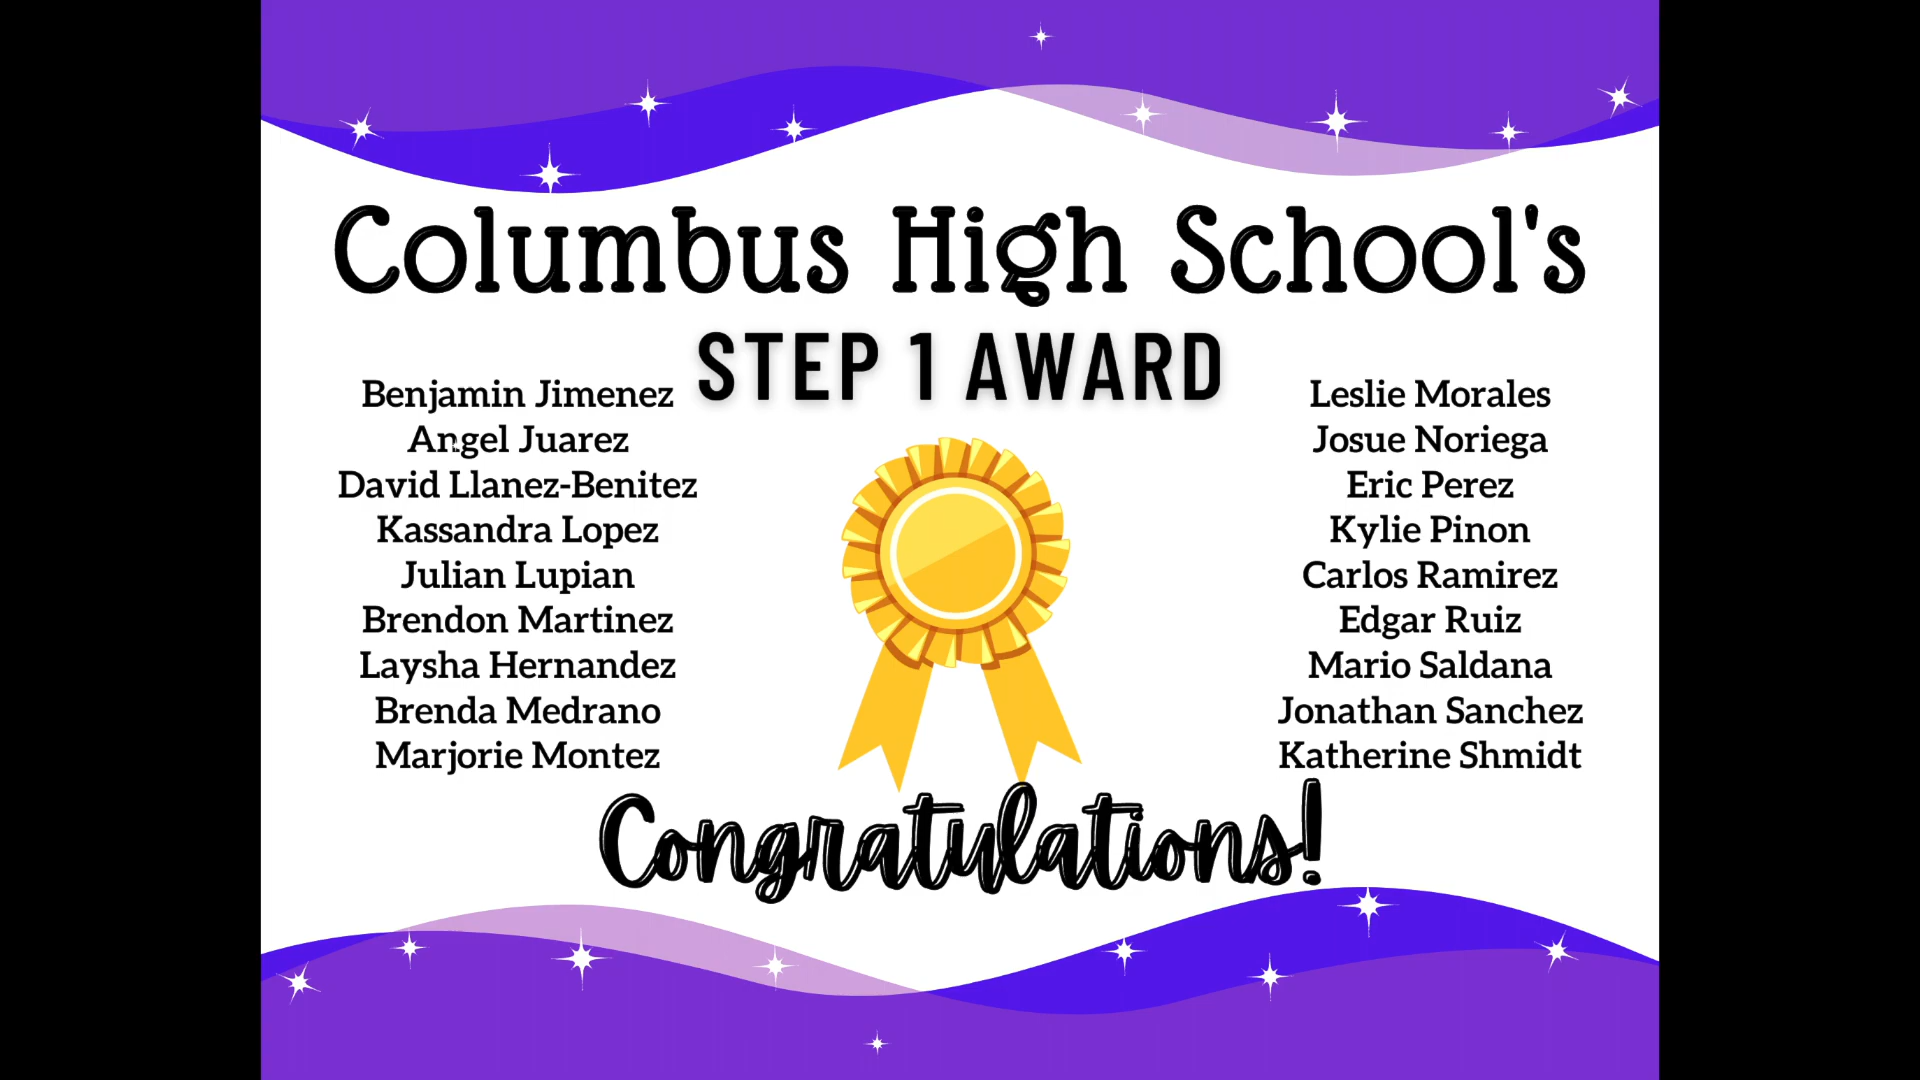 Columbus High School's
STEP 1 AWARD
Benjamin Jimenez
Angel Juarez
David Llanez-Benitez
Kassandra Lopez
Julian Lupian
Brendon Martinez
Laysha Hernandez
Brenda Medrano
Marjorie Montez
Leslie Morales
Josue Noriega
Eric Perez
Kylie Pinon
Carlos Ramirez
Edgar Ruiz
Mario Saldana
Jonathan Sanchez
Katherine Shmidt
Congratulations!